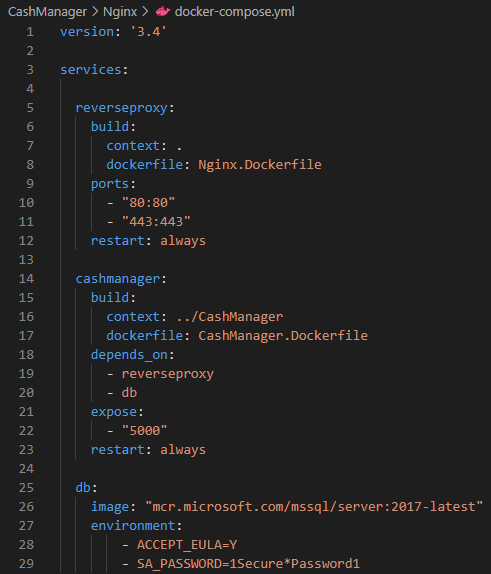 CashManager > Nginx > docker-compose.yml
1 version: '3.4'
2
3 services:
4
5   reverseproxy:
6     build:
7       context: .
8       dockerfile: Nginx.Dockerfile
9     ports:
10       - "80:80"
11       - "443:443"
12     restart: always
13
14   cashmanager:
15     build:
16       context: ../CashManager
17       dockerfile: CashManager.Dockerfile
18     depends_on:
19       - reverseproxy
20       - db
21     expose:
22       - "5000"
23     restart: always
24
25   db:
26     image: "mcr.microsoft.com/mssql/server:2017-latest"
27     environment:
28         - ACCEPT_EULA=Y
29         - SA_PASSWORD=1Secure*Password1